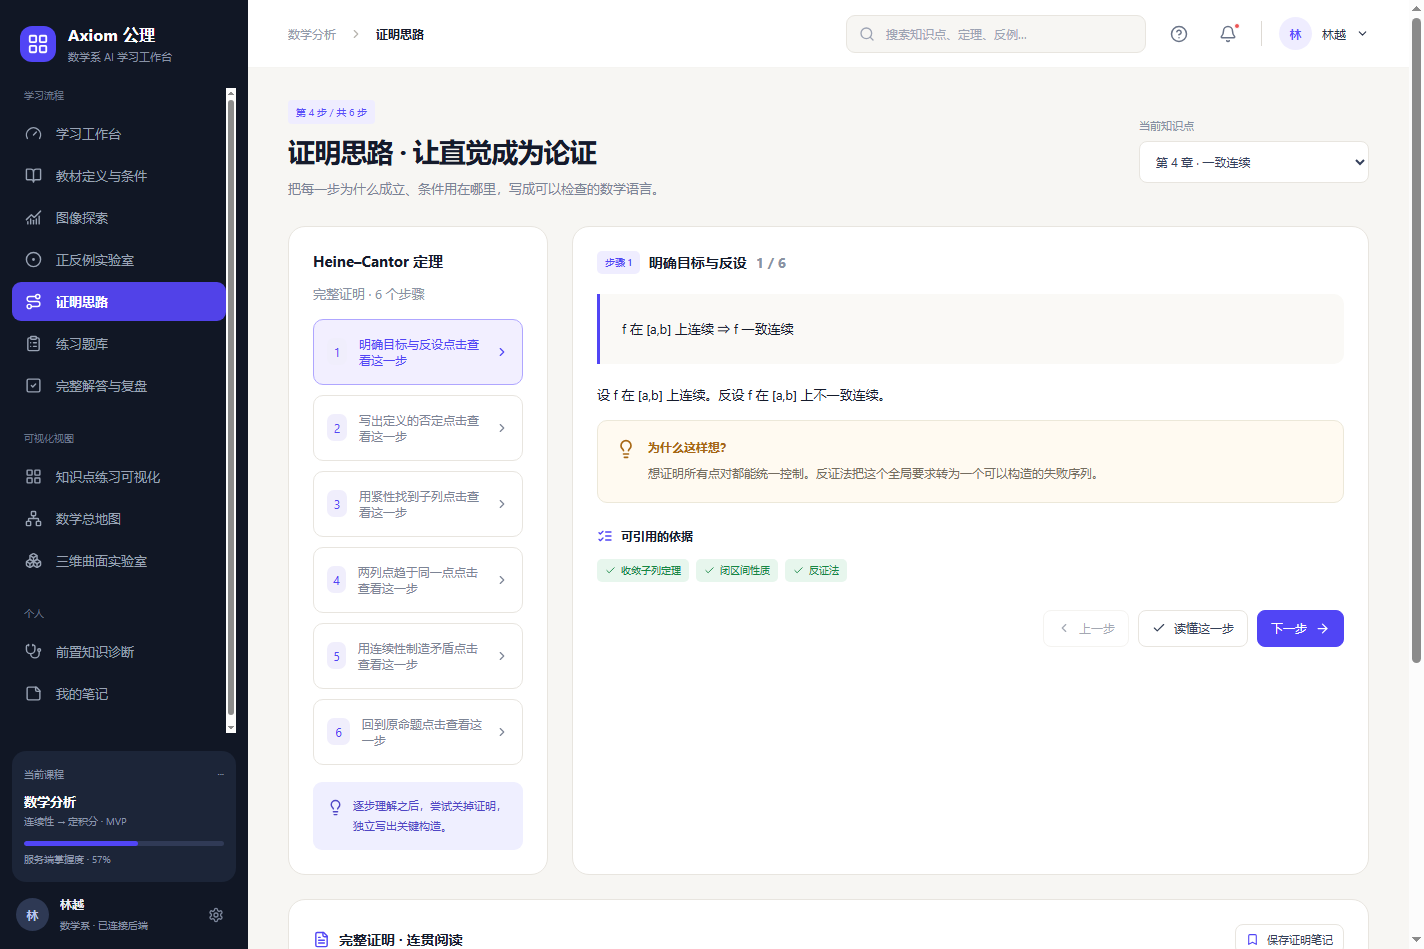 Axiom 公理
数学系 AI 学习工作台
学习流程
学习工作台
教材定义与条件
图像探索
正反例实验室
证明思路
练习题库
完整解答与复盘
可视化视图
知识点练习可视化
数学总地图
三维曲面实验室
个人
前置知识诊断
我的笔记
当前课程
数学分析
连续性 → 定积分 · MVP
服务端掌握度 · 57%
林
林越
数学系 · 已连接后端
数学分析
证明思路
搜索知识点、定理、反例...
林
林越
第 4 步 / 共 6 步
证明思路 · 让直觉成为论证
把每一步为什么成立、条件用在哪里，写成可以检查的数学语言。
当前知识点
第 4 章 · 一致连续
Heine–Cantor 定理
完整证明 · 6 个步骤
1
明确目标与反设点击查
看这一步
2
写出定义的否定点击查
看这一步
3
用紧性找到子列点击查
看这一步
4
两列点趋于同一点点击
查看这一步
5
用连续性制造矛盾点击
查看这一步
6
回到原命题点击查看这
一步
逐步理解之后，尝试关掉证明，
独立写出关键构造。
步骤 1
明确目标与反设
1 / 6
f 在 [a,b] 上连续 ⇒ f 一致连续
设 f 在 [a,b] 上连续。反设 f 在 [a,b] 上不一致连续。
为什么这样想?
想证明所有点对都能统一控制。反证法把这个全局要求转为一个可以构造的失败序列。
可引用的依据
收敛子列定理
闭区间性质
反证法
上一步
读懂这一步
下一步
完整证明 · 连贯阅读
保存证明笔记